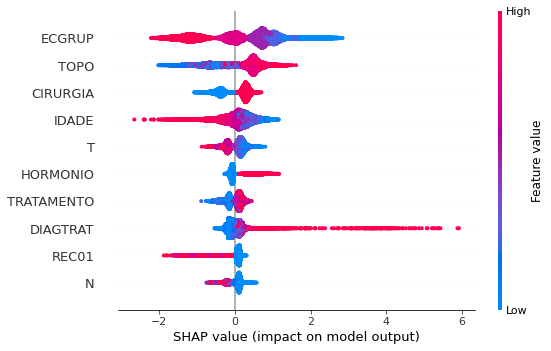 High
ECGRUP
TOPO
CIRURGIA
IDADE
T
HORMONIO
TRATAMENTO
DIAGTRAT
REC01
N
Feature value
Low
−2 0 2 4 6
SHAP value (impact on model output)